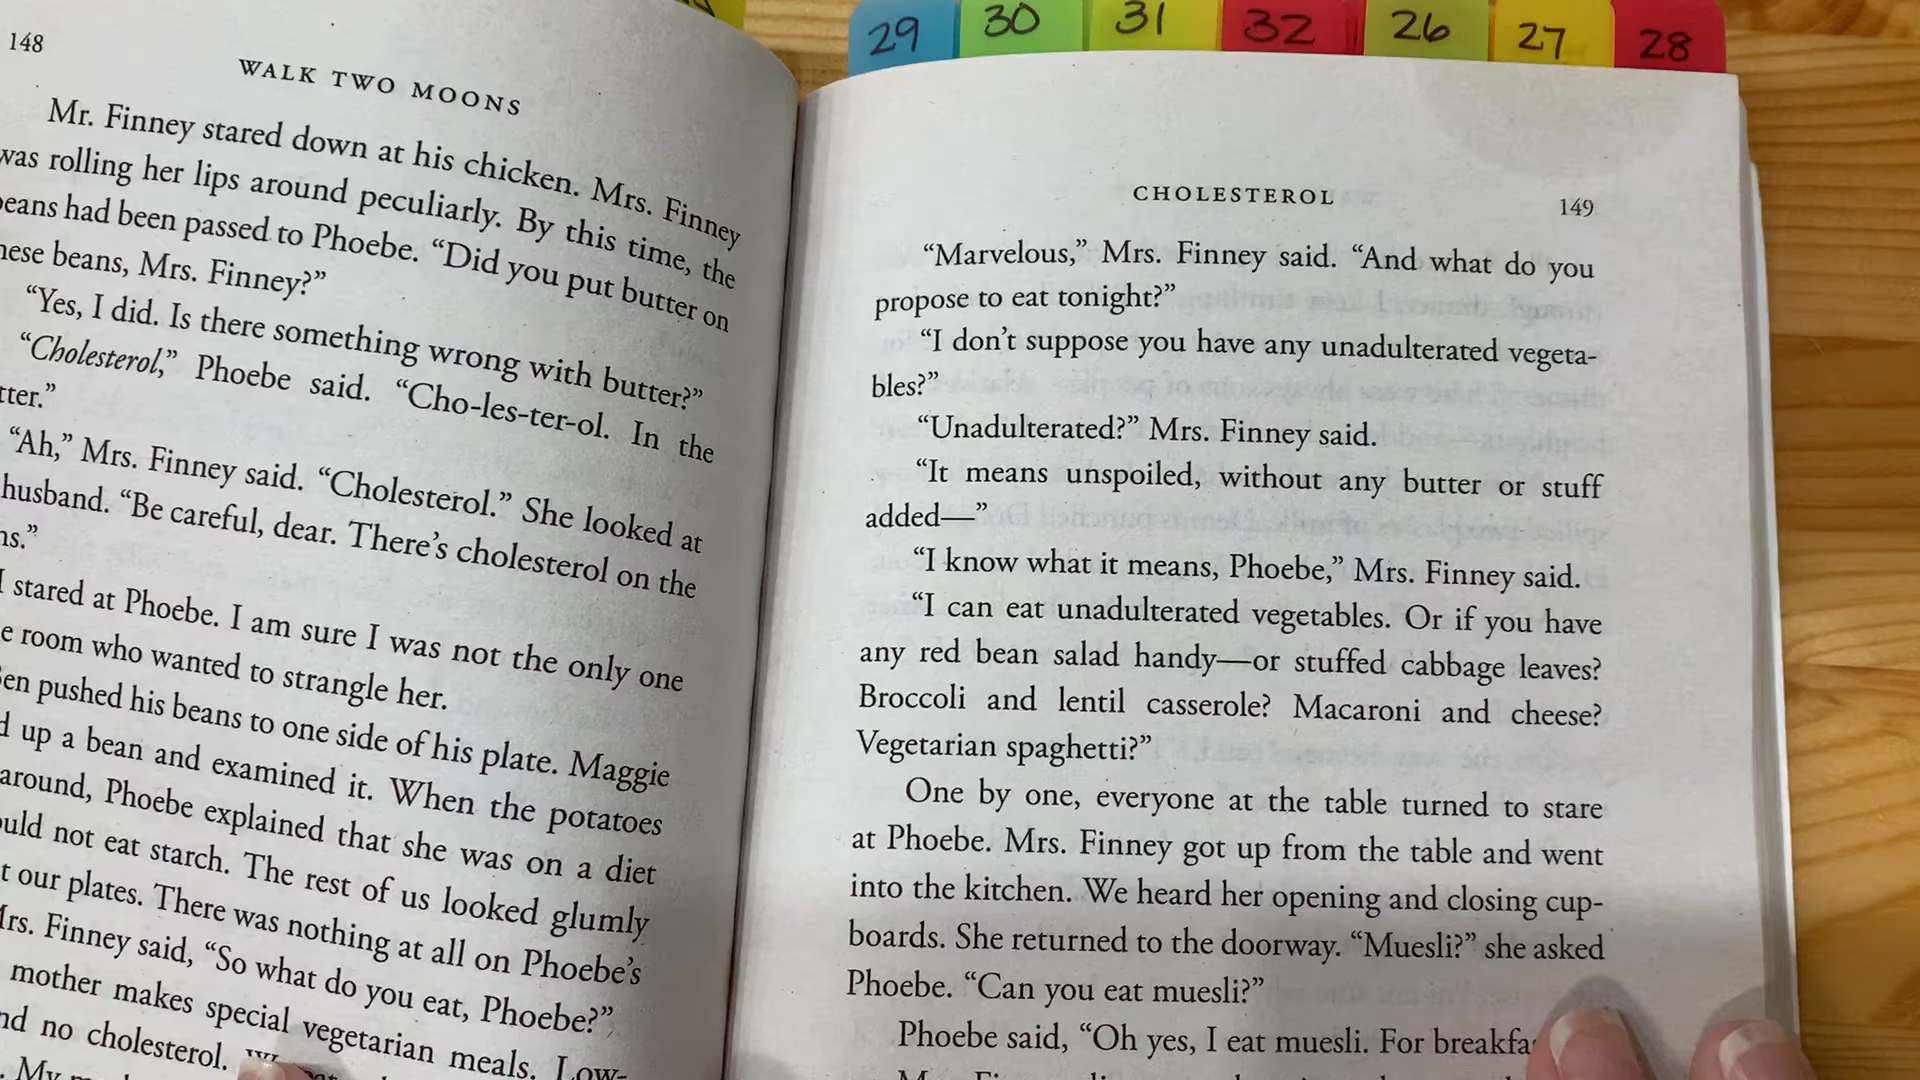 29 30 31 32 26 27 28
148
WALK TWO MOONS
Mr. Finney stared down at his chicken. Mrs. Finney
was rolling her lips around peculiarly. By this time, the
beans had been passed to Phoebe. “Did you put butter on
these beans, Mrs. Finney?”
“Yes, I did. Is there something wrong with butter?”
“Cholesterol,” Phoebe said. “Cho-les-ter-ol. In the
“Ah,” Mrs. Finney said. “Cholesterol.” She looked at
husband. “Be careful, dear. There’s cholesterol on the
I stared at Phoebe. I am sure I was not the only one
room who wanted to strangle her.
Ben pushed his beans to one side of his plate. Maggie
up a bean and examined it. When the potatoes
around, Phoebe explained that she was on a diet
not eat starch. The rest of us looked glumly
our plates. There was nothing at all on Phoebe’s
Mrs. Finney said, “So what do you eat, Phoebe?”
mother makes special vegetarian meals. Low-
no cholesterol.
My
CHOLESTEROL 149
“Marvelous,” Mrs. Finney said. “And what do you
propose to eat tonight?”
“I don’t suppose you have any unadulterated vegeta-
bles?”
“Unadulterated?” Mrs. Finney said.
“It means unspoiled, without any butter or stuff
added—”
“I know what it means, Phoebe,” Mrs. Finney said.
“I can eat unadulterated vegetables. Or if you have
any red bean salad handy—or stuffed cabbage leaves?
Broccoli and lentil casserole? Macaroni and cheese?
Vegetarian spaghetti?”
One by one, everyone at the table turned to stare
at Phoebe. Mrs. Finney got up from the table and went
into the kitchen. We heard her opening and closing cup-
boards. She returned to the doorway. “Muesli?” she asked
Phoebe. “Can you eat muesli?”
Phoebe said, “Oh yes, I eat muesli. For